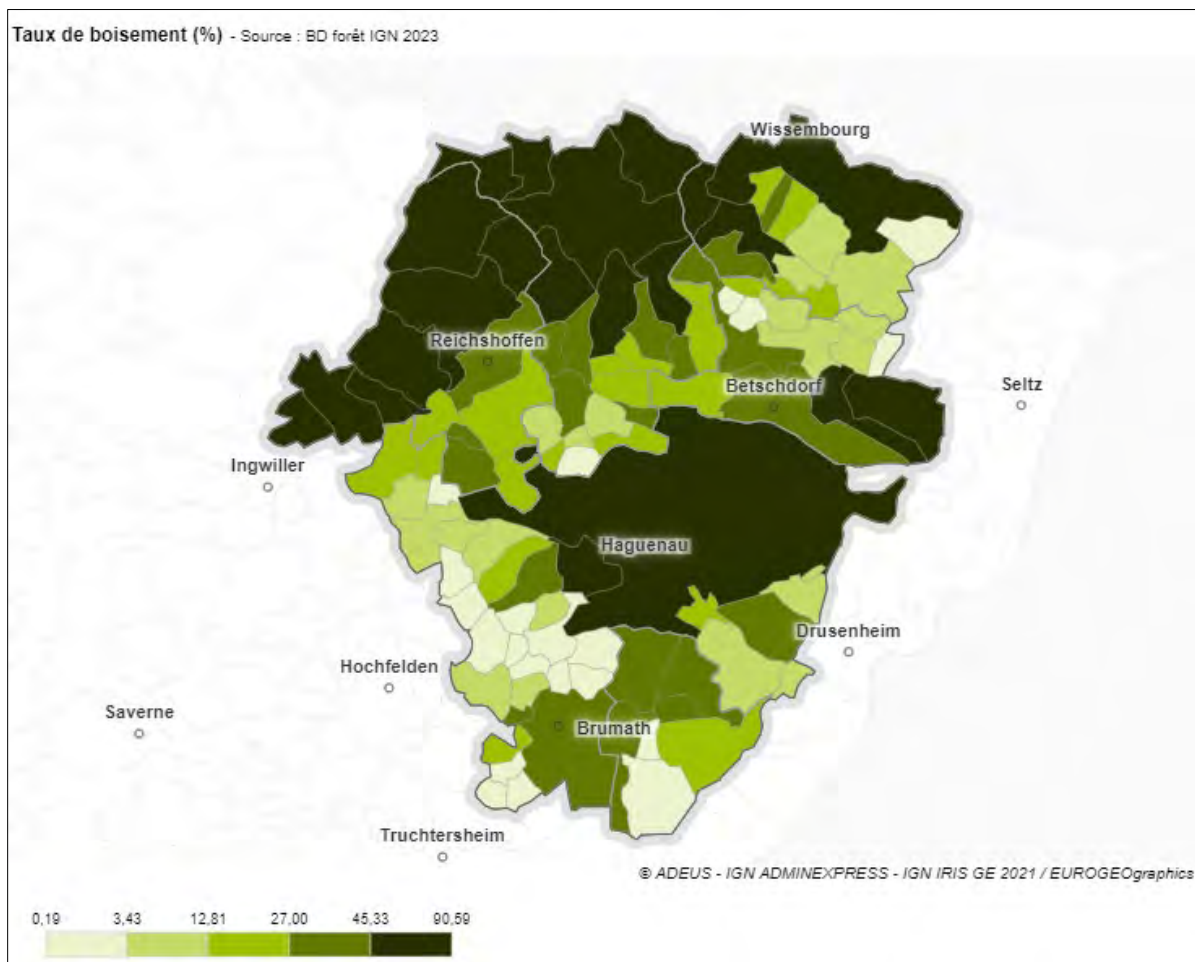 Taux de boisement (%) - Source : BD forêt IGN 2023
Wissembourg
Reichshoffen
Betschdorf
Seltz
Ingwiller
Haguenau
Drusenheim
Hochfelden
Saverne
Brumath
Truchtersheim
© ADEUS - IGN ADMINEXPRESS - IGN IRIS GE 2021 / EUROGEOgraphics
0,19 3,43 12,81 27,00 45,33 90,59